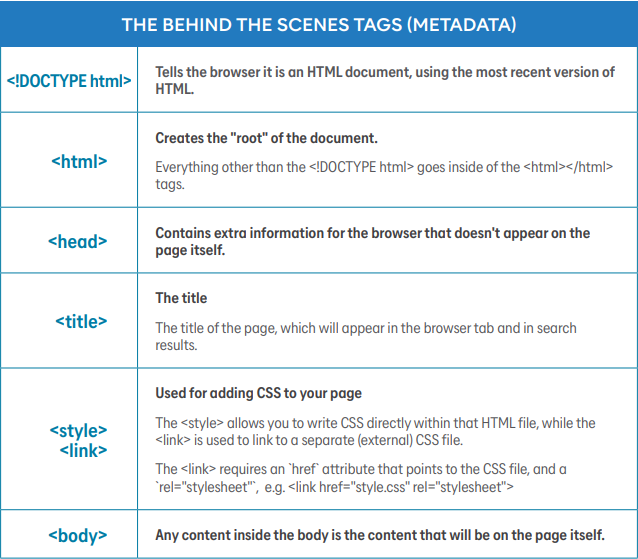 THE BEHIND THE SCENES TAGS (METADATA)
<!DOCTYPE html>
Tells the browser it is an HTML document, using the most recent version of
HTML.
<html>
Creates the "root" of the document.
Everything other than the <!DOCTYPE html> goes inside of the <html></html>
tags.
<head>
Contains extra information for the browser that doesn't appear on the
page itself.
<title>
The title
The title of the page, which will appear in the browser tab and in search
results.
<style>
<link>
Used for adding CSS to your page
The <style> allows you to write CSS directly within that HTML file, while the
<link> is used to link to a separate (external) CSS file.
The <link> requires an `href` attribute that points to the CSS file, and a
`rel="stylesheet"`, e.g. <link href="style.css" rel="stylesheet">
<body>
Any content inside the body is the content that will be on the page itself.